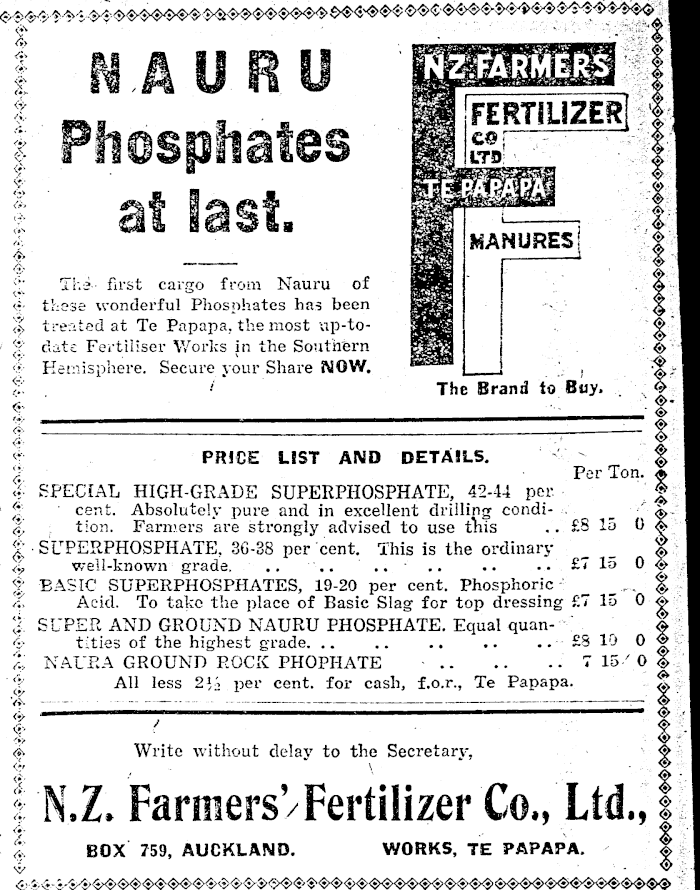 NAURU
Phosphates
at last.
The first cargo from Nauru of
these wonderful Phosphates has been
treated at Te Papapa, the most up-to-
date Fertiliser Works in the Southern
Hemisphere. Secure your Share NOW.
N.Z. FARMERS
FERTILIZER
CO
LTD
TE PAPAPA
MANURES
The Brand to Buy.
PRICE LIST AND DETAILS.
Per Ton.
SPECIAL HIGH-GRADE SUPERPHOSPHATE, 42-44 per
cent. Absolutely pure and in excellent drilling condi-
tion. Farmers are strongly advised to use this .. £8 15 0
SUPERPHOSPHATE, 36-38 per cent. This is the ordinary
well-known grade. .. .. .. .. .. .. £7 15 0
BASIC SUPERPHOSPHATES, 19-20 per cent. Phosphoric
Acid. To take the place of Basic Slag for top dressing £7 15 0
SUPER AND GROUND NAURU PHOSPHATE. Equal quan-
tities of the highest grade. .. .. .. .. .. £8 10 0
NAURA GROUND ROCK PHOPHATE .. .. .. 7 15 0
All less 2½ per cent. for cash, f.o.r., Te Papapa.
Write without delay to the Secretary,
N.Z. Farmers' Fertilizer Co., Ltd.,
BOX 759, AUCKLAND. WORKS, TE PAPAPA.